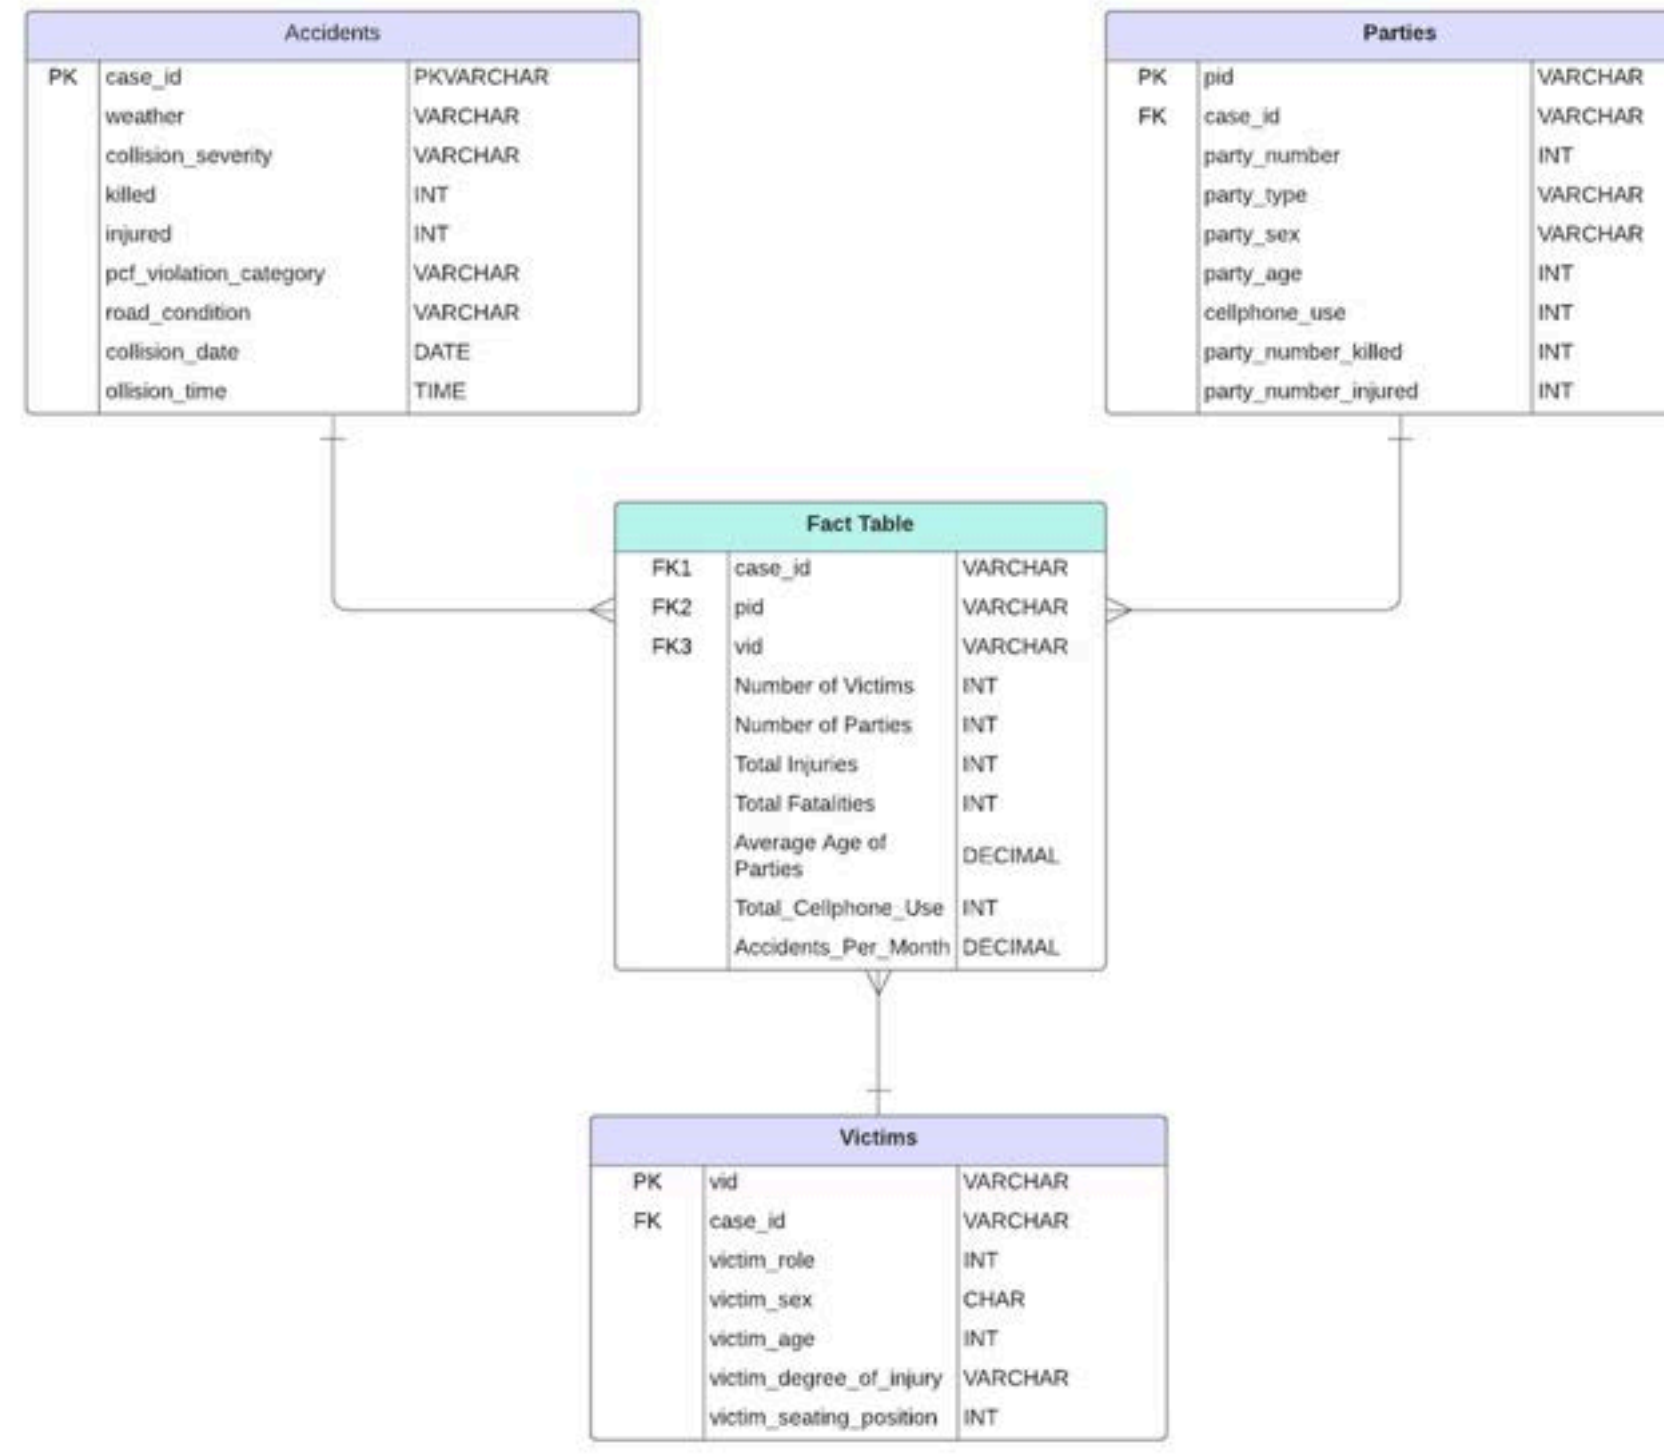 Accidents
PK case_id PKVARCHAR
weather VARCHAR
collision_severity VARCHAR
killed INT
injured INT
pcf_violation_category VARCHAR
road_condition VARCHAR
collision_date DATE
ollision_time TIME
Parties
PK pid VARCHAR
FK case_id VARCHAR
party_number INT
party_type VARCHAR
party_sex VARCHAR
party_age INT
cellphone_use INT
party_number_killed INT
party_number_injured INT
Fact Table
FK1 case_id VARCHAR
FK2 pid VARCHAR
FK3 vid VARCHAR
Number of Victims INT
Number of Parties INT
Total Injuries INT
Total Fatalities INT
Average Age of
Parties DECIMAL
Total_Cellphone_Use INT
Accidents_Per_Month DECIMAL
Victims
PK vid VARCHAR
FK case_id VARCHAR
victim_role INT
victim_sex CHAR
victim_age INT
victim_degree_of_injury VARCHAR
victim_seating_position INT